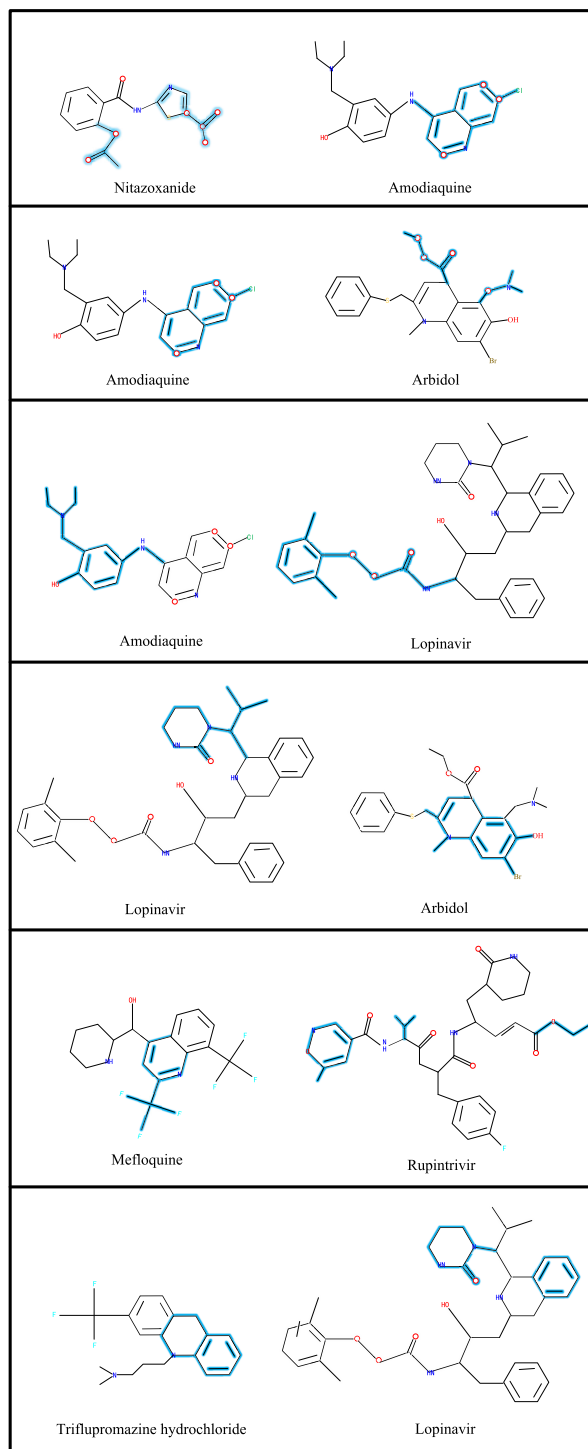 Nitazoxanide
Amodiaquine
Amodiaquine
Arbidol
Amodiaquine
Lopinavir
Lopinavir
Arbidol
Mefloquine
Rupintrivir
Triflupromazine hydrochloride
Lopinavir